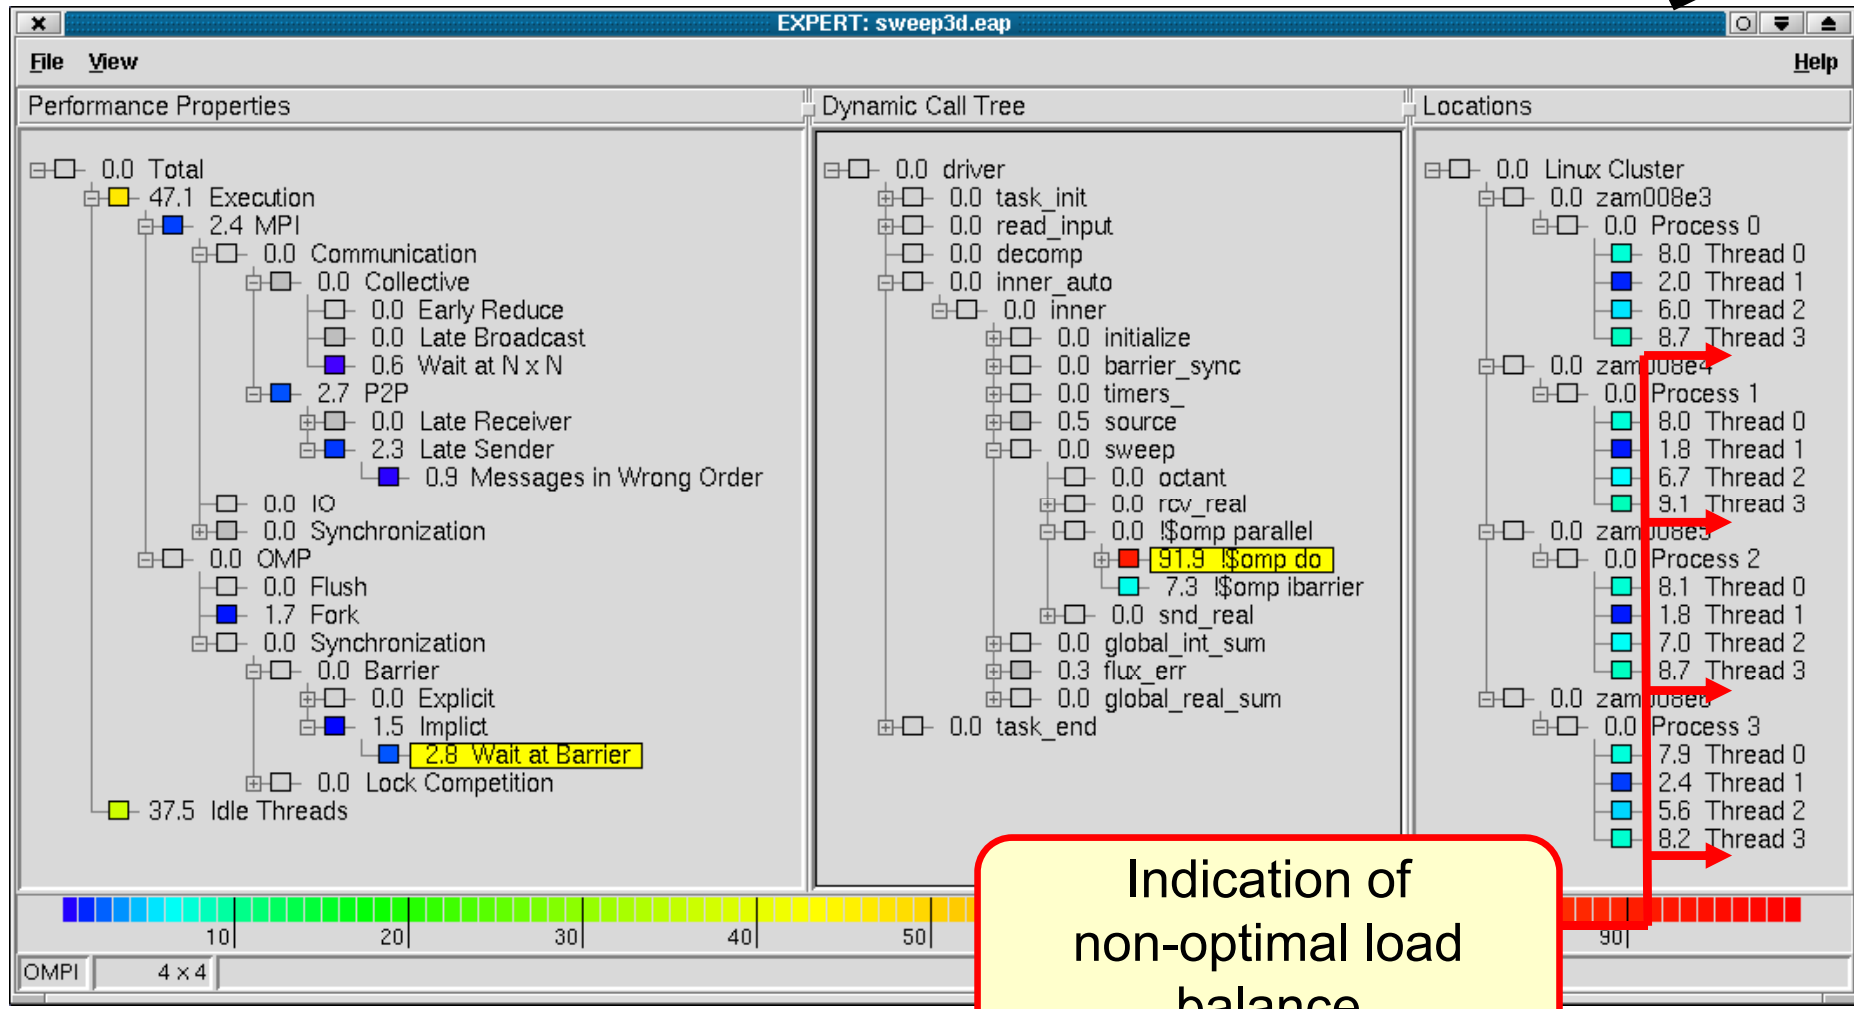 EXPERT: sweep3d.eap
File View Help
Performance Properties
0.0 Total
47.1 Execution
2.4 MPI
0.0 Communication
0.0 Collective
0.0 Early Reduce
0.0 Late Broadcast
0.6 Wait at N x N
2.7 P2P
0.0 Late Receiver
2.3 Late Sender
0.9 Messages in Wrong Order
0.0 IO
0.0 Synchronization
0.0 OMP
0.0 Flush
1.7 Fork
0.0 Synchronization
0.0 Barrier
0.0 Explicit
1.5 Implict
2.8 Wait at Barrier
0.0 Lock Competition
37.5 Idle Threads
Dynamic Call Tree
0.0 driver
0.0 task_init
0.0 read_input
0.0 decomp
0.0 inner_auto
0.0 inner
0.0 initialize
0.0 barrier_sync
0.0 timers_
0.5 source
0.0 sweep
0.0 octant
0.0 rcv_real
0.0 !$omp parallel
91.9 !$omp do
7.3 !$omp ibarrier
0.0 snd_real
0.0 global_int_sum
0.3 flux_err
0.0 global_real_sum
0.0 task_end
Locations
0.0 Linux Cluster
0.0 zam008e3
0.0 Process 0
8.0 Thread 0
2.0 Thread 1
6.0 Thread 2
8.7 Thread 3
0.0 zam008e4
0.0 Process 1
8.0 Thread 0
1.8 Thread 1
6.7 Thread 2
9.1 Thread 3
0.0 zam008e5
0.0 Process 2
8.1 Thread 0
1.8 Thread 1
7.0 Thread 2
8.7 Thread 3
0.0 zam008e6
0.0 Process 3
7.9 Thread 0
2.4 Thread 1
5.6 Thread 2
8.2 Thread 3
10 20 30 40 50 90
OMPI 4 x 4
Indication of
non-optimal load
balance